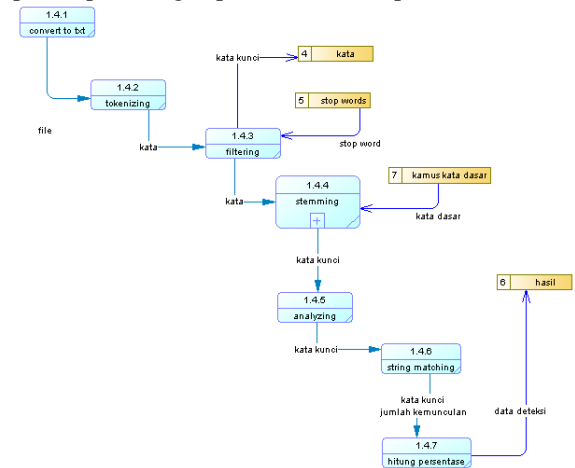 1.4.1
convert to txt
kata kunci
4 kata
1.4.2
tokenizing
5 stop words
file
kata
1.4.3
filtering
stop word
7 kamus kata dasar
1.4.4
stemming
kata
kata dasar
kata kunci
6 hasil
1.4.5
analyzing
kata kunci
1.4.6
string matching
kata kunci
jumlah kemunculan
data deteksi
1.4.7
hitung persentase